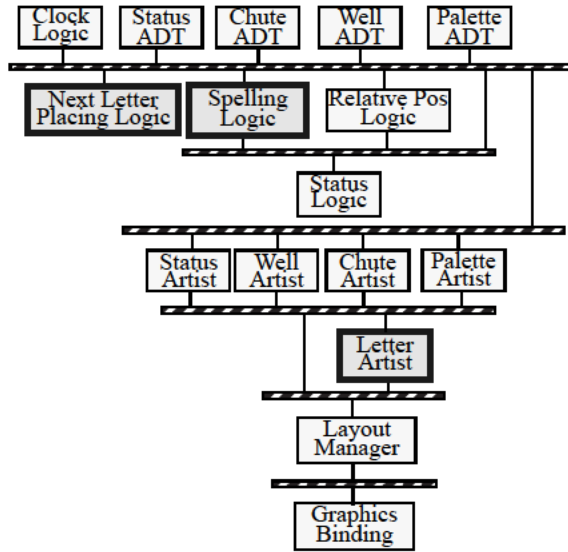 Clock
Logic
Status
ADT
Chute
ADT
Well
ADT
Palette
ADT
Next Letter
Placing Logic
Spelling
Logic
Relative Pos
Logic
Status
Logic
Status
Artist
Well
Artist
Chute
Artist
Palette
Artist
Letter
Artist
Layout
Manager
Graphics
Binding